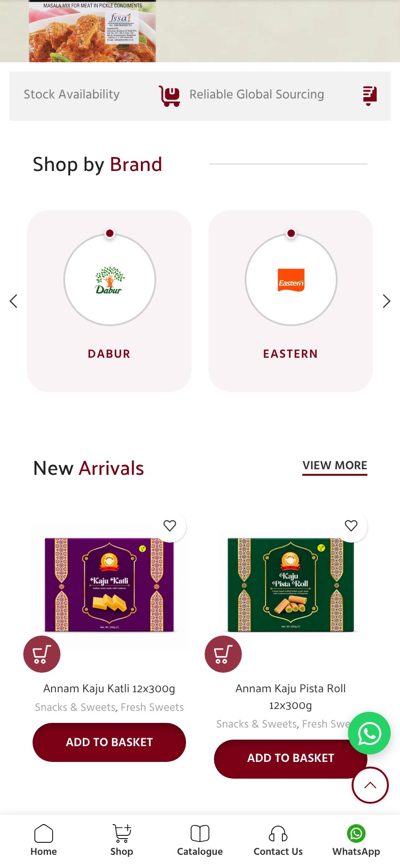 MASALA MIX FOR MEAT IN PICKLE CONDIMENTS
fssai
Stock Availability
Reliable Global Sourcing
Shop by Brand
Dabur
Eastern
DABUR
EASTERN
New Arrivals
VIEW MORE
Kaju Katli
Kaju
Pista Roll
Annam Kaju Katli 12x300g
Snacks & Sweets, Fresh Sweets
ADD TO BASKET
Annam Kaju Pista Roll
12x300g
Snacks & Sweets, Fresh
ADD TO BASKET
Home
Shop
Catalogue
Contact Us
WhatsApp